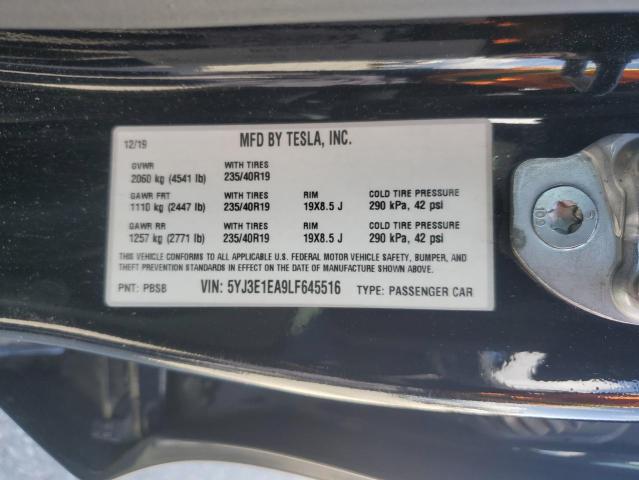 12/19 MFD BY TESLA, INC.
GVWR WITH TIRES
2060 kg (4541 lb) 235/40R19
GAWR FRT WITH TIRES RIM COLD TIRE PRESSURE
1110 kg (2447 lb) 235/40R19 19X8.5 J 290 kPa, 42 psi
GAWR RR WITH TIRES RIM COLD TIRE PRESSURE
1257 kg (2771 lb) 235/40R19 19X8.5 J 290 kPa, 42 psi
THIS VEHICLE CONFORMS TO ALL APPLICABLE U.S. FEDERAL MOTOR VEHICLE SAFETY, BUMPER, AND
THEFT PREVENTION STANDARDS IN EFFECT ON THE DATE OF MANUFACTURE SHOWN ABOVE.
PNT: PBSB VIN: 5YJ3E1EA9LF645516 TYPE: PASSENGER CAR